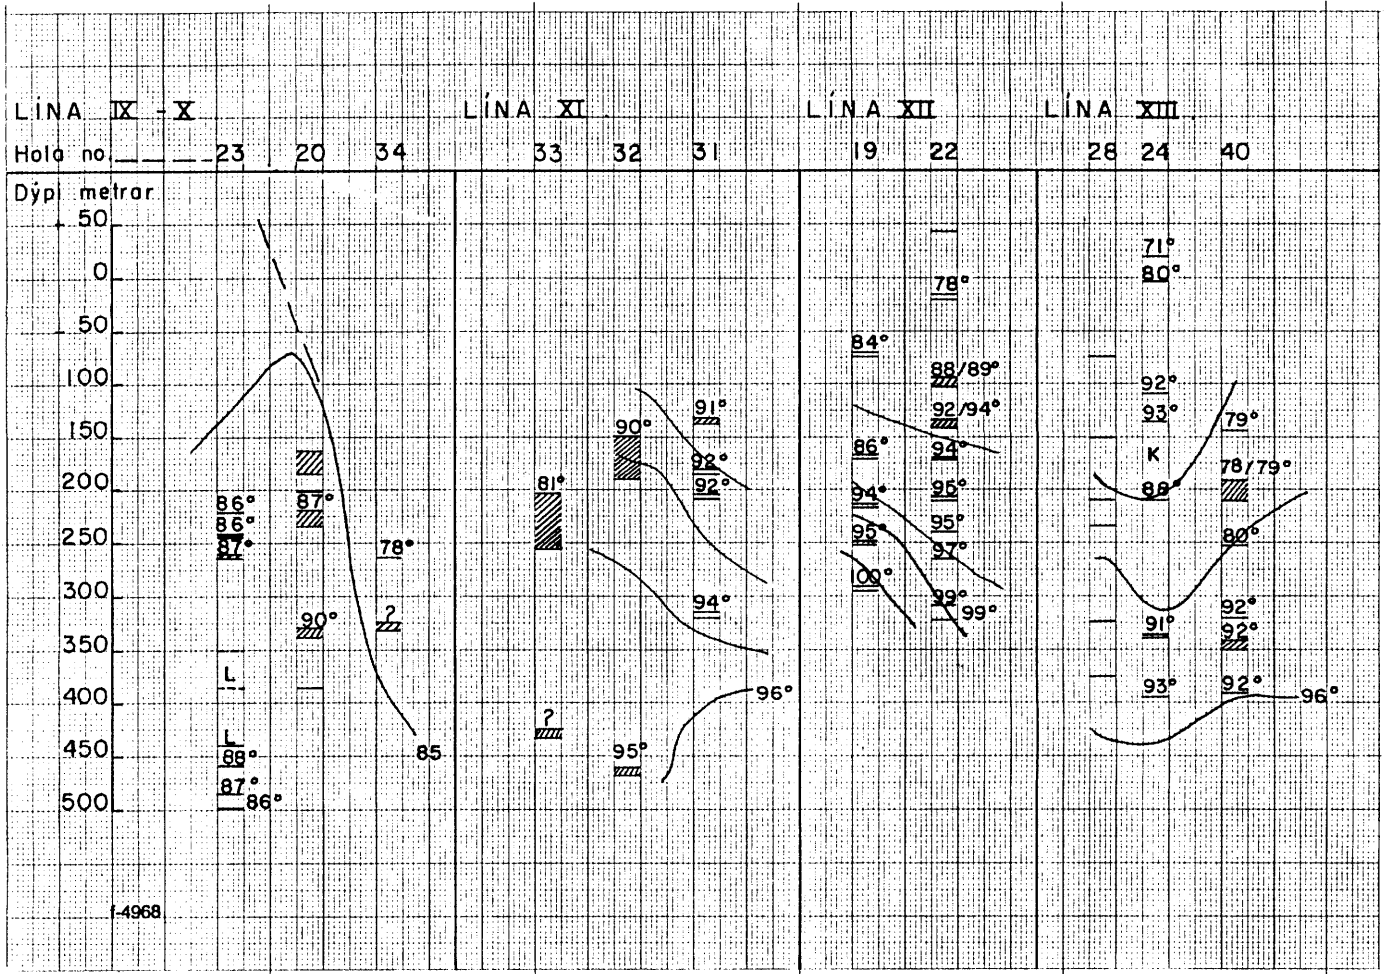 LÍNA IX - X LÍNA XI. LÍNA XII LÍNA XIII.
Hola no. 23 20 34 33 32 31 19 22 28 24 40
Dýpi metrar
+ 50
71°
0 80°
78°
50
84°
88/89°
100 92°
91° 92/94° 93° 79°
150 90° 86° 94° K
92° 78/79°
200 86° 87° 81° 92° 94° 95° 88°
86° 95° 95°
250 87° 78° 97° 80°
100°
300 90° ? 94° 99° 99° 92°
91° 92°
350
L
400 96° 93° 92° 96°
L ?
450 88° 85 95°
87°
500 86°
f-4968